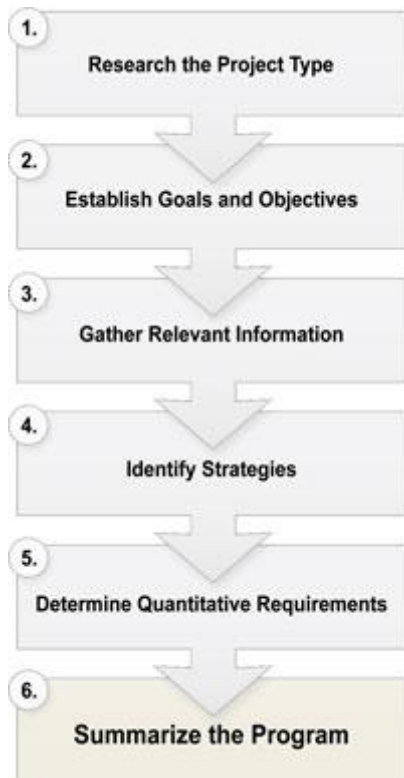 1.
Research the Project Type
2.
Establish Goals and Objectives
3.
Gather Relevant Information
4.
Identify Strategies
5.
Determine Quantitative Requirements
6.
Summarize the Program